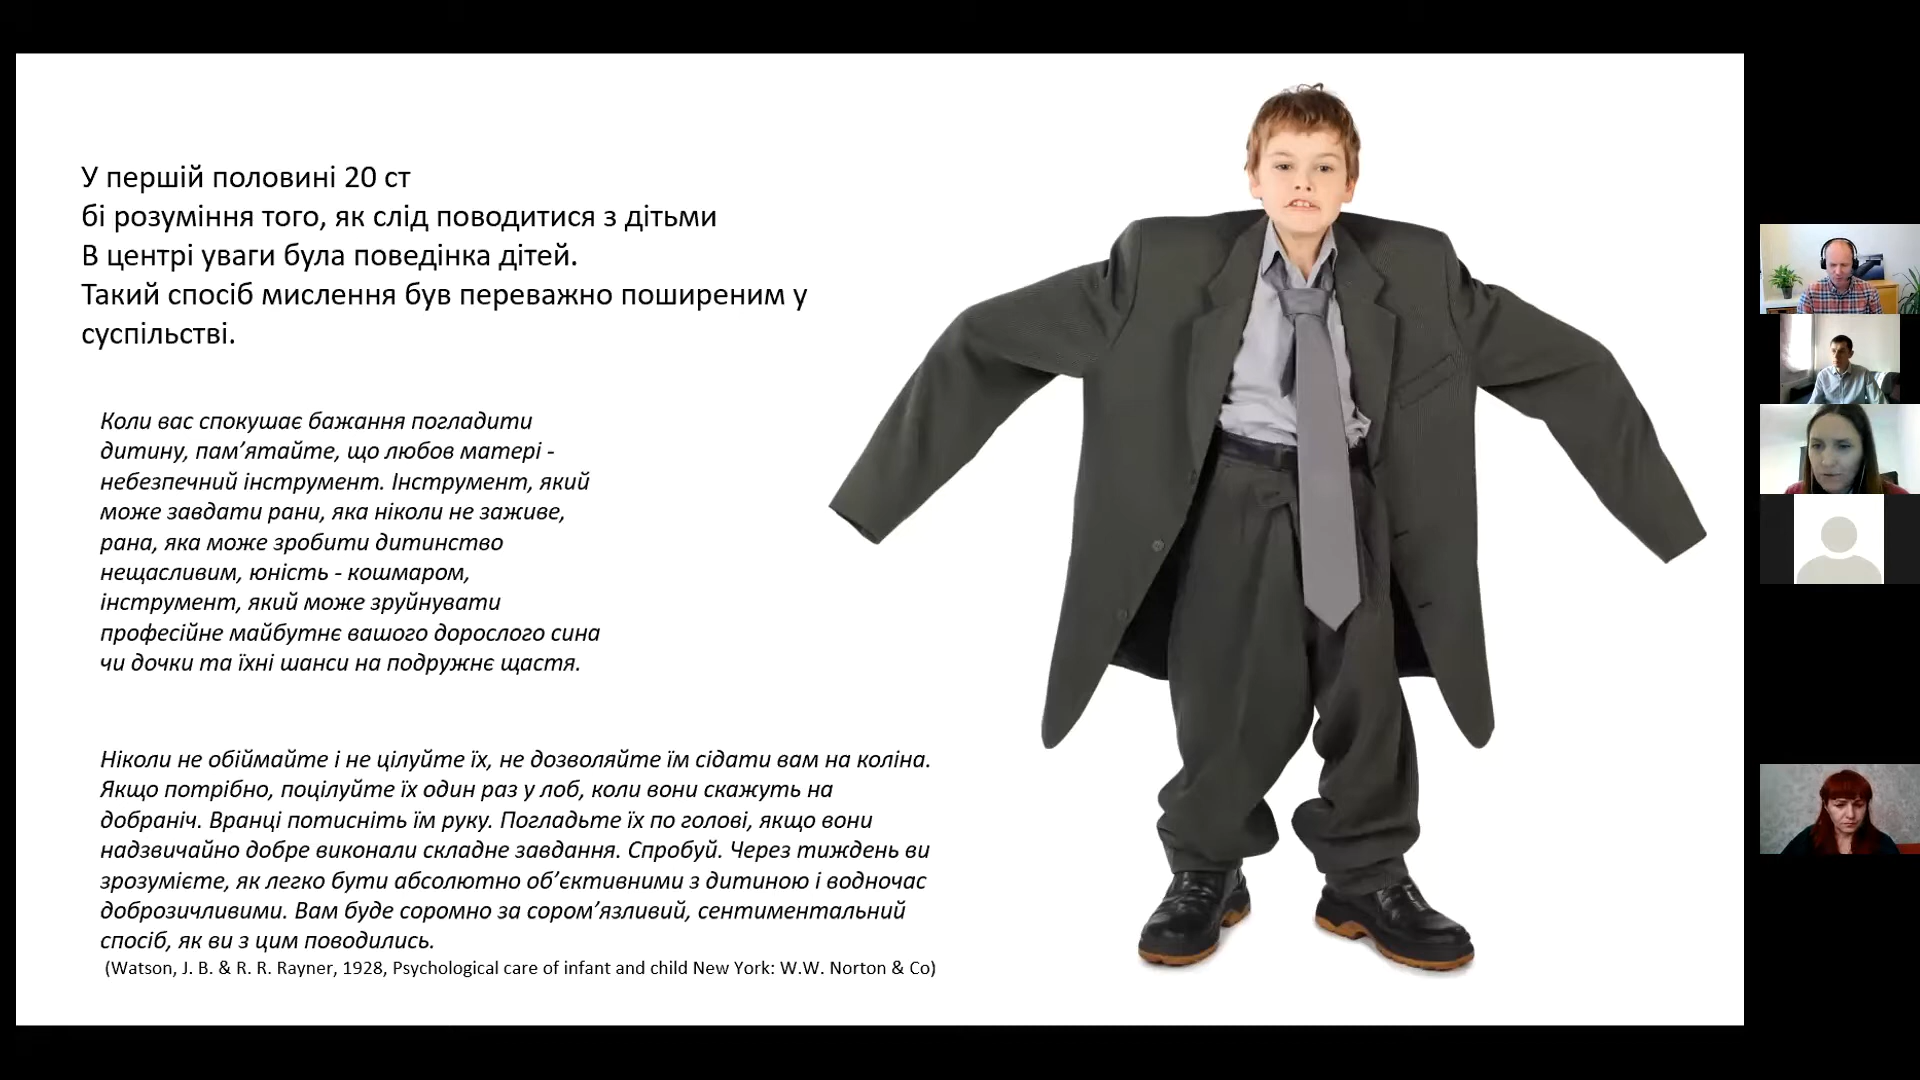 У першій половині 20 ст
бі розуміння того, як слід поводитися з дітьми
В центрі уваги була поведінка дітей.
Такий спосіб мислення був переважно поширеним у
суспільстві.
Коли вас спокушає бажання погладити
дитину, пам’ятайте, що любов матері -
небезпечний інструмент. Інструмент, який
може завдати рани, яка ніколи не заживе,
рана, яка може зробити дитинство
нещасливим, юність - кошмаром,
інструмент, який може зруйнувати
професійне майбутнє вашого дорослого сина
чи дочки та їхні шанси на подружнє щастя.
Ніколи не обіймайте і не цілуйте їх, не дозволяйте їм сідати вам на коліна.
Якщо потрібно, поцілуйте їх один раз у лоб, коли вони скажуть на
добраніч. Вранці потисніть їм руку. Погладьте їх по голові, якщо вони
надзвичайно добре виконали складне завдання. Спробуй. Через тиждень ви
зрозумієте, як легко бути абсолютно об’єктивними з дитиною і водночас
доброзичливими. Вам буде соромно за сором’язливий, сентиментальний
спосіб, як ви з цим поводились.
(Watson, J. B. & R. R. Rayner, 1928, Psychological care of infant and child New York: W.W. Norton & Co)